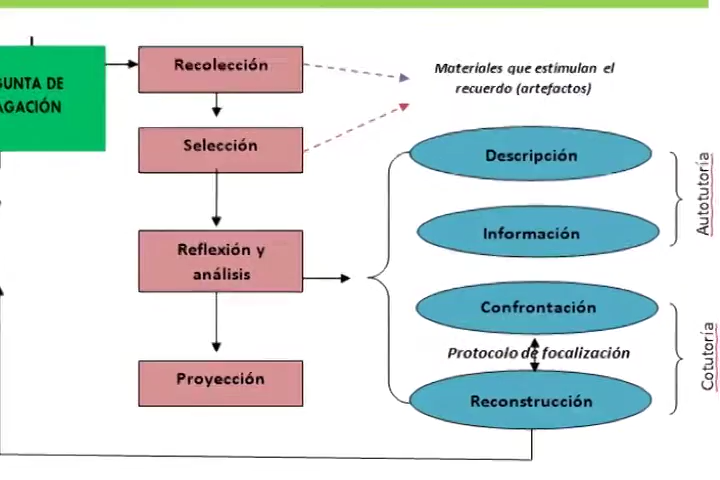 Recolección
UNTA DE
AGACIÓN
Materiales que estimulan el
recuerdo (artefactos)
Selección
Descripción
Autotutoría
Información
Reflexión y
análisis
Confrontación
Protocolo de focalización
Cotutoría
Proyección
Reconstrucción